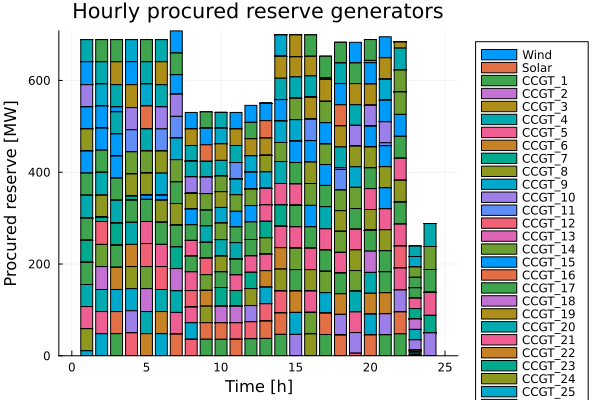 Hourly procured reserve generators
Procured reserve [MW]
600
400
200
0
0 5 10 15 20 25
Time [h]
Wind
Solar
CCGT_1
CCGT_2
CCGT_3
CCGT_4
CCGT_5
CCGT_6
CCGT_7
CCGT_8
CCGT_9
CCGT_10
CCGT_11
CCGT_12
CCGT_13
CCGT_14
CCGT_15
CCGT_16
CCGT_17
CCGT_18
CCGT_19
CCGT_20
CCGT_21
CCGT_22
CCGT_23
CCGT_24
CCGT_25